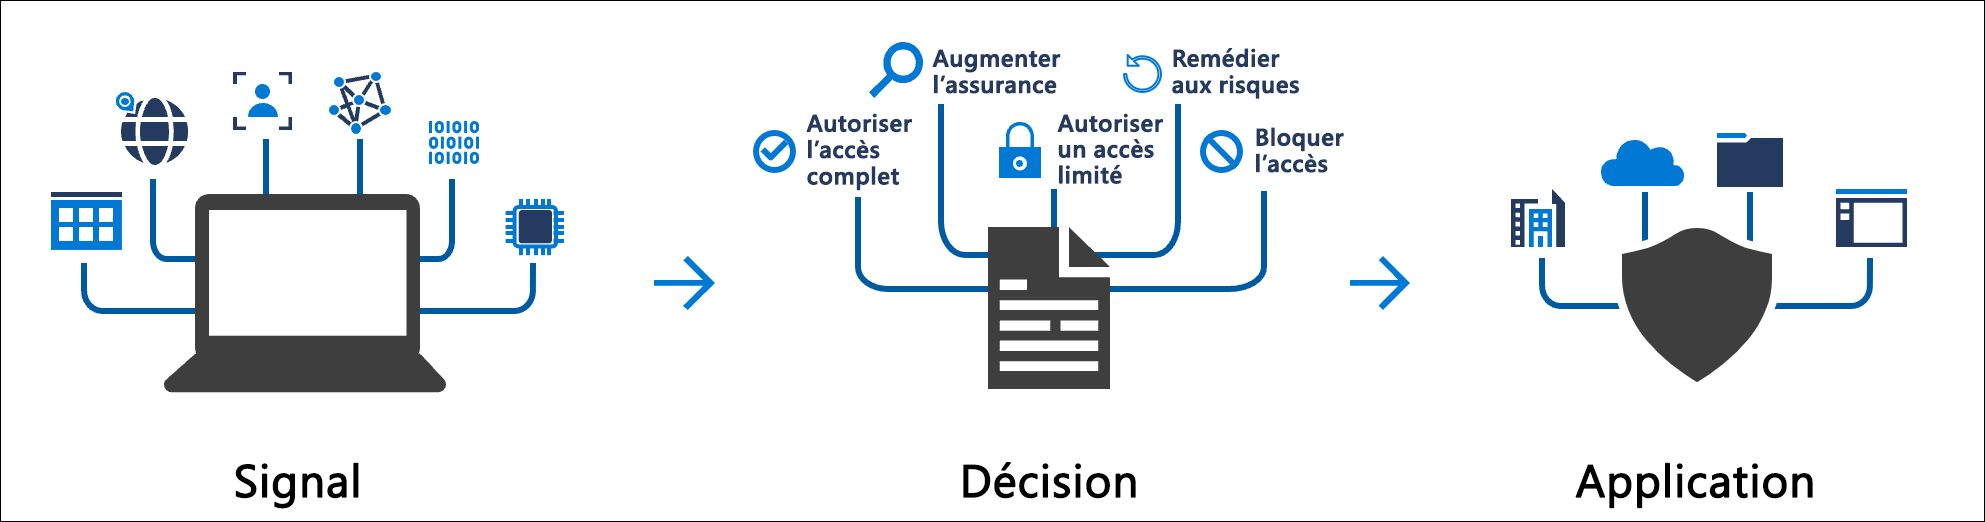 Augmenter
l'assurance
Remédier
aux risques
Autoriser
l'accès
complet
Autoriser
un accès
limité
Bloquer
l'accès
101010
010101
101010
Signal
Décision
Application